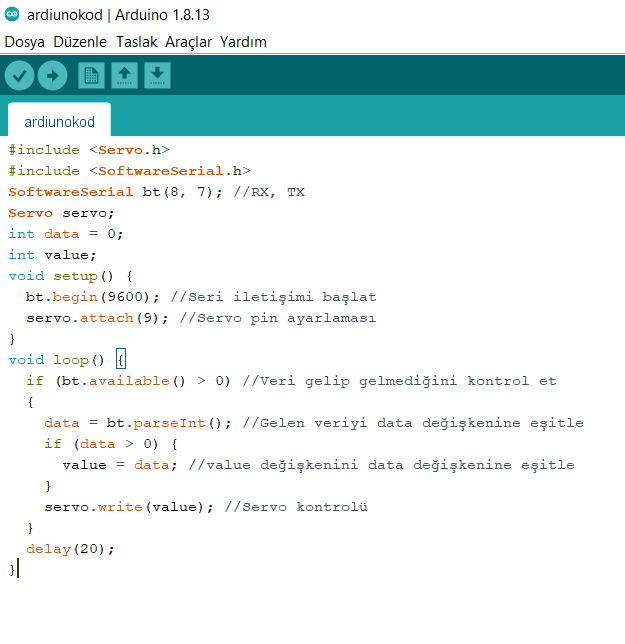 ardiunokod | Arduino 1.8.13
Dosya Düzenle Taslak Araçlar Yardım
ardiunokod
#include <Servo.h>
#include <SoftwareSerial.h>
SoftwareSerial bt(8, 7); //RX, TX
Servo servo;
int data = 0;
int value;
void setup() {
  bt.begin(9600); //Seri iletişimi başlat
  servo.attach(9); //Servo pin ayarlaması
}
void loop() {
  if (bt.available() > 0) //Veri gelip gelmediğini kontrol et
  {
    data = bt.parseInt(); //Gelen veriyi data değişkenine eşitle
    if (data > 0) {
      value = data; //value değişkenini data değişkenine eşitle
    }
    servo.write(value); //Servo kontrolü
  }
  delay(20);
}